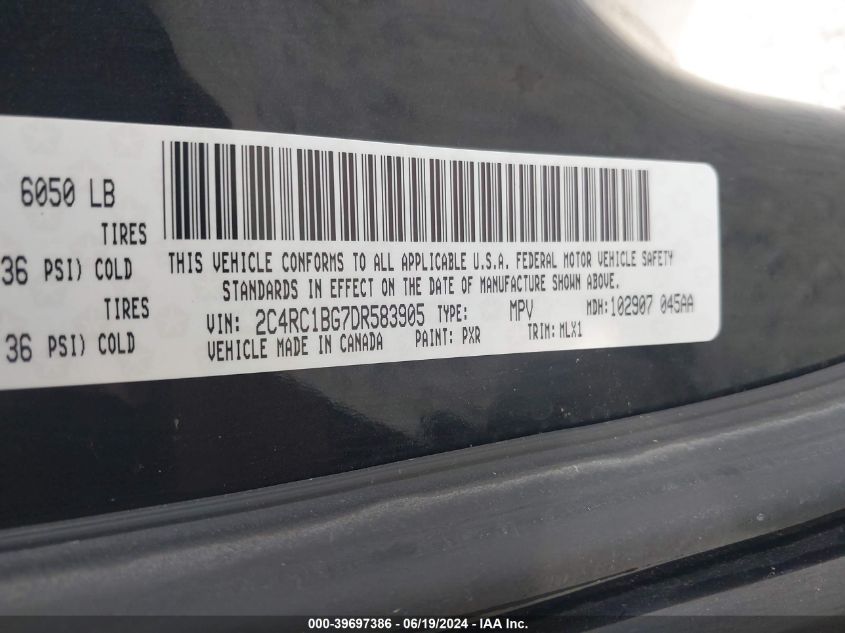 6050 LB
TIRES
36 PSI) COLD
TIRES
36 PSI) COLD
THIS VEHICLE CONFORMS TO ALL APPLICABLE U.S.A. FEDERAL MOTOR VEHICLE SAFETY
STANDARDS IN EFFECT ON THE DATE OF MANUFACTURE SHOWN ABOVE.
VIN: 2C4RC1BG7DR583905 TYPE: MPV MDH:102907 045AA
VEHICLE MADE IN CANADA PAINT: PXR TRIM: MLX1
000-39697386 - 06/19/2024 - IAA Inc.